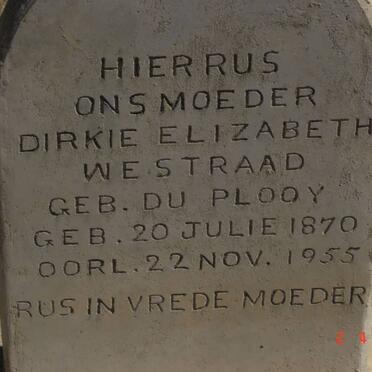 HIER RUS
ONS MOEDER
DIRKIE ELIZABETH
WESTRAAD
GEB. DU PLOOY
GEB. 20 JULIE 1870
OORL. 22 NOV. 1955
RUS IN VREDE MOEDER